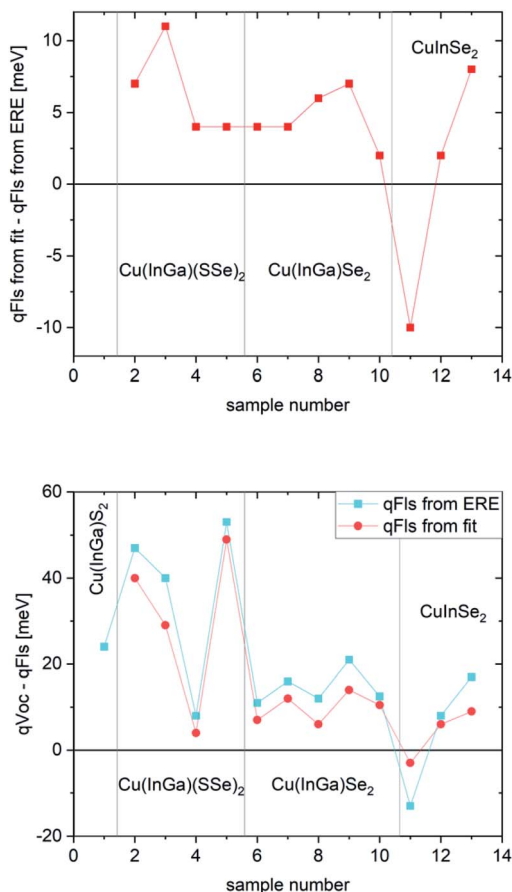 10
5
0
-5
-10
qFls from fit - qFls from ERE [meV]
CuInSe2
Cu(InGa)(SSe)2
Cu(InGa)Se2
0 2 4 6 8 10 12 14
sample number
60
40
20
0
-20
qVoc - qFls [meV]
Cu(InGa)S2
qFls from ERE
qFls from fit
CuInSe2
Cu(InGa)(SSe)2
Cu(InGa)Se2
0 2 4 6 8 10 12 14
sample number